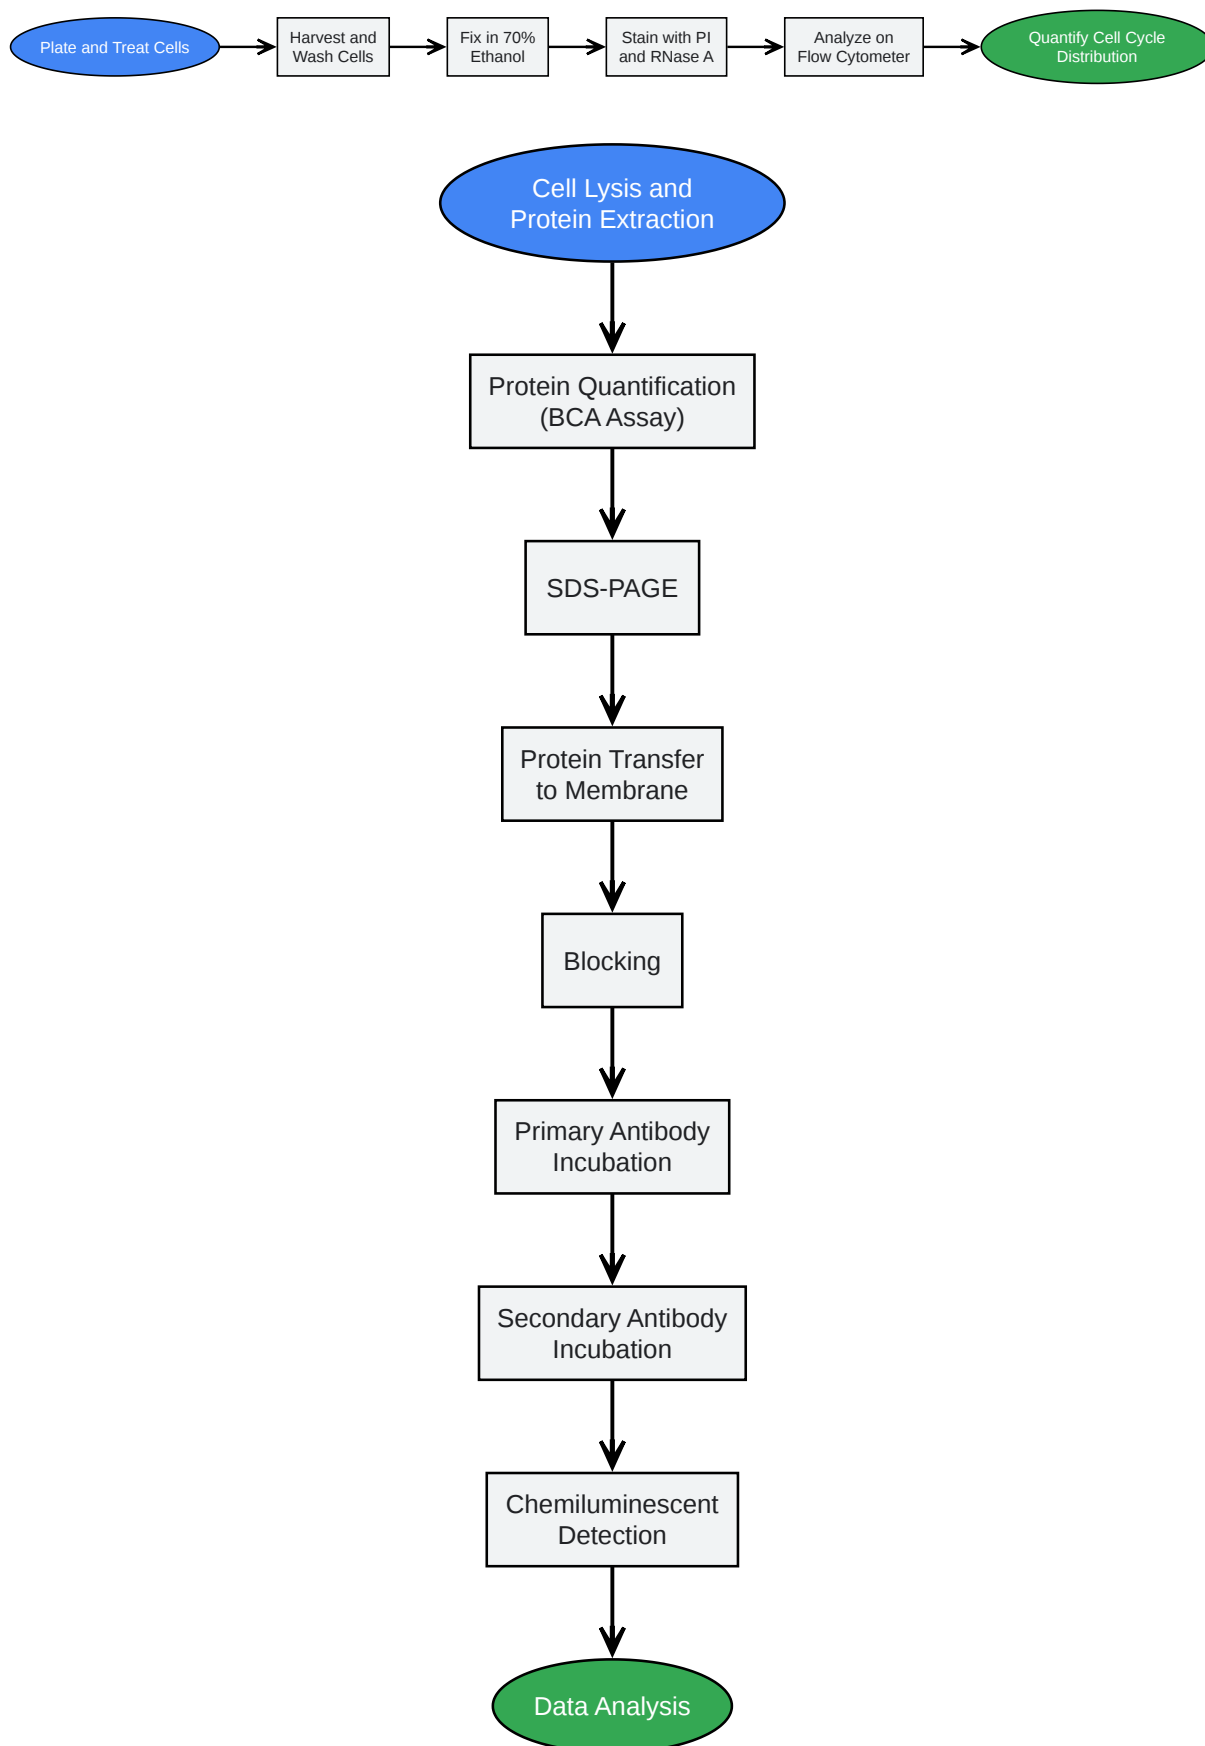 Plate and Treat Cells
Harvest and
Wash Cells
Fix in 70%
Ethanol
Stain with PI
and RNase A
Analyze on
Flow Cytometer
Quantify Cell Cycle
Distribution
Cell Lysis and
Protein Extraction
Protein Quantification
(BCA Assay)
SDS-PAGE
Protein Transfer
to Membrane
Blocking
Primary Antibody
Incubation
Secondary Antibody
Incubation
Chemiluminescent
Detection
Data Analysis